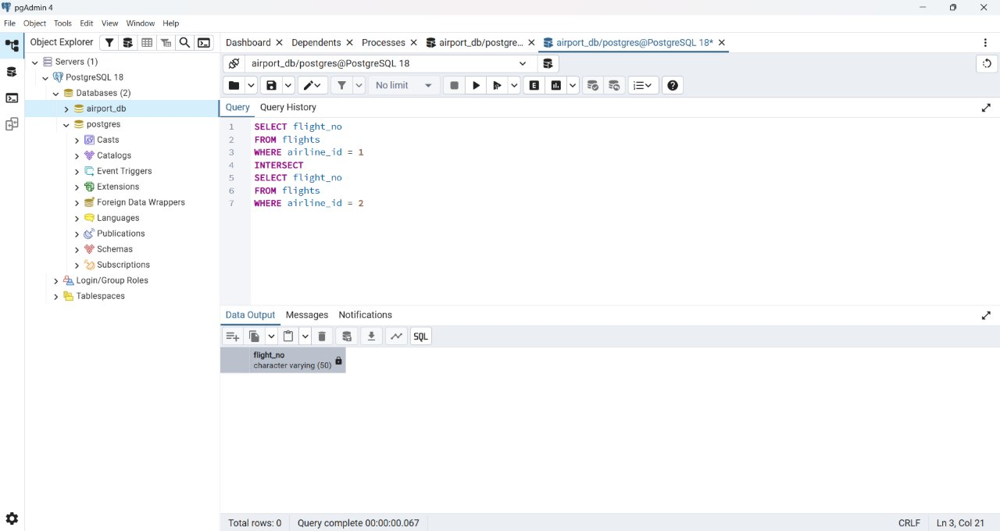 pgAdmin 4
File Object Tools Edit View Window Help
Object Explorer
Dashboard Dependents Processes airport_db/postgre... airport_db/postgres@PostgreSQL 18*
Servers (1)
PostgreSQL 18
Databases (2)
airport_db
postgres
Casts
Catalogs
Event Triggers
Extensions
Foreign Data Wrappers
Languages
Publications
Schemas
Subscriptions
Login/Group Roles
Tablespaces
airport_db/postgres@PostgreSQL 18
No limit E
Query Query History
1 SELECT flight_no
2 FROM flights
3 WHERE airline_id = 1
4 INTERSECT
5 SELECT flight_no
6 FROM flights
7 WHERE airline_id = 2
Data Output Messages Notifications
SQL
flight_no
character varying (50)
Total rows: 0 Query complete 00:00:00.067 CRLF Ln 3, Col 21